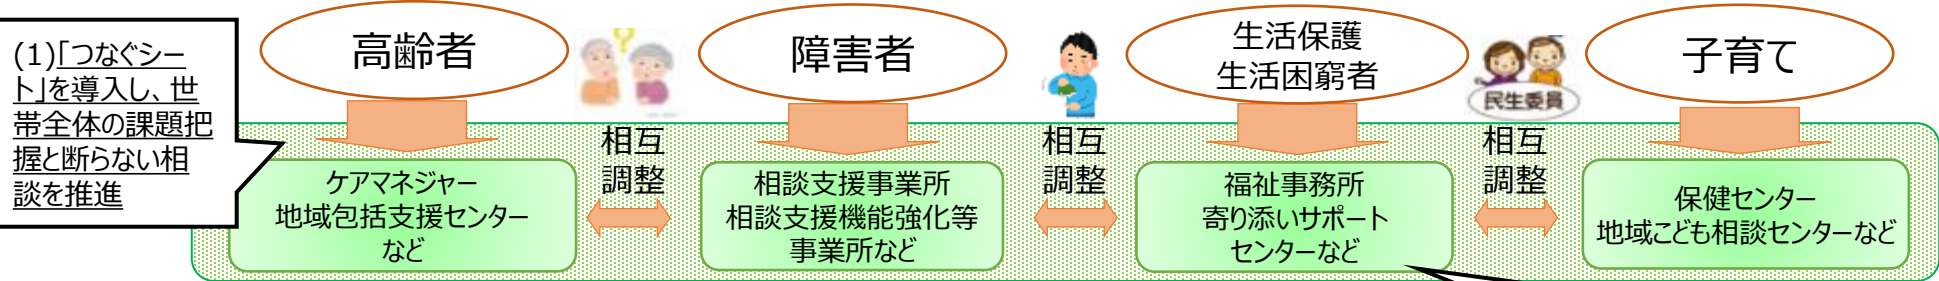 (1)「つなぐシー
ト」を導入し、世
帯全体の課題把
握と断らない相
談を推進
高齢者
障害者
生活保護
生活困窮者
民生委員
子育て
相互
調整
相互
調整
相互
調整
ケアマネジャー
地域包括支援センター
など
相談支援事業所
相談支援機能強化等
事業所など
福祉事務所
寄り添いサポート
センターなど
保健センター
地域こども相談センターなど